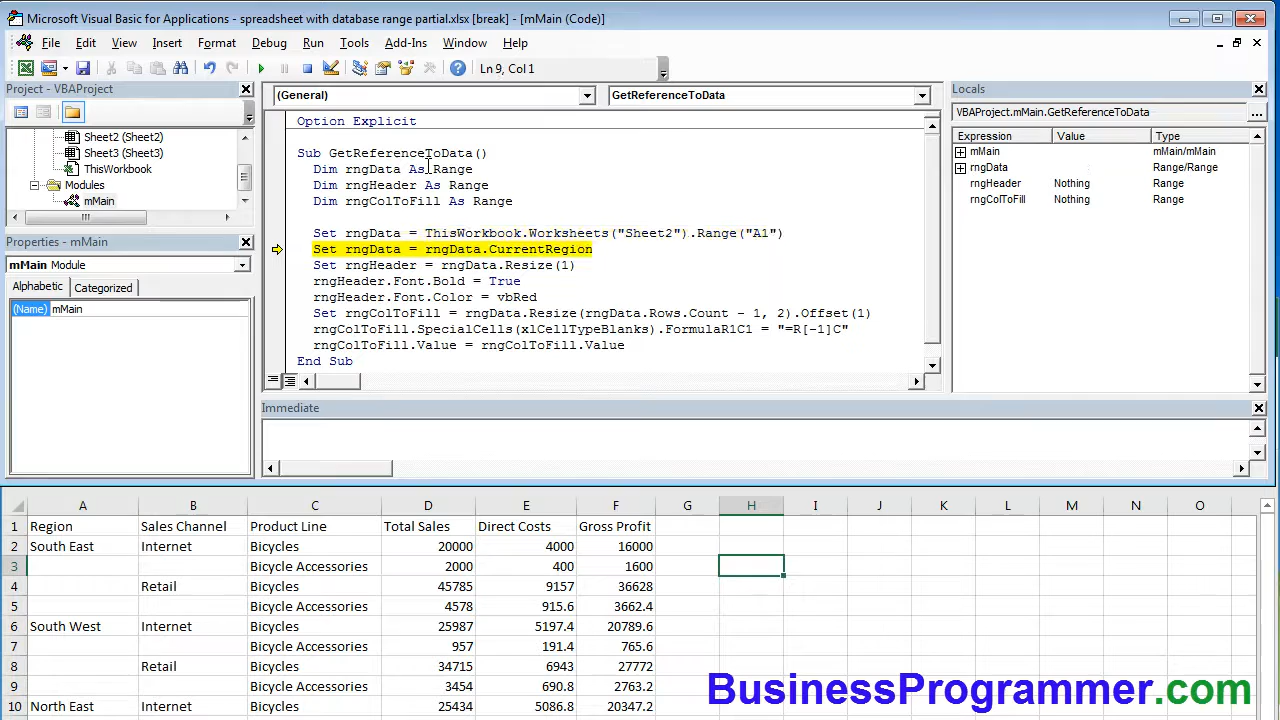 Microsoft Visual Basic for Applications - spreadsheet with database range partial.xlsx [break] - [mMain (Code)]
File Edit View Insert Format Debug Run Tools Add-Ins Window Help
Ln 9, Col 1
Project - VBAProject
Sheet2 (Sheet2)
Sheet3 (Sheet3)
ThisWorkbook
Modules
mMain
Properties - mMain
mMain Module
Alphabetic Categorized
(Name) mMain
(General) GetReferenceToData
Option Explicit
Sub GetReferenceToData()
Dim rngData As Range
Dim rngHeader As Range
Dim rngColToFill As Range
Set rngData = ThisWorkbook.Worksheets("Sheet2").Range("A1")
Set rngData = rngData.CurrentRegion
Set rngHeader = rngData.Resize(1)
rngHeader.Font.Bold = True
rngHeader.Font.Color = vbRed
Set rngColToFill = rngData.Resize(rngData.Rows.Count - 1, 2).Offset(1)
rngColToFill.SpecialCells(xlCellTypeBlanks).FormulaR1C1 = "=R[-1]C"
rngColToFill.Value = rngColToFill.Value
End Sub
Locals
VBAProject.mMain.GetReferenceToData ...
Expression Value Type
mMain mMain/mMain
rngData Range/Range
rngHeader Nothing Range
rngColToFill Nothing Range
Immediate
A B C D E F G H I J K L M N O
1 Region Sales Channel Product Line Total Sales Direct Costs Gross Profit
2 South East Internet Bicycles 20000 4000 16000
3 Bicycle Accessories 2000 400 1600
4 Retail Bicycles 45785 9157 36628
5 Bicycle Accessories 4578 915.6 3662.4
6 South West Internet Bicycles 25987 5197.4 20789.6
7 Bicycle Accessories 957 191.4 765.6
8 Retail Bicycles 34715 6943 27772
9 Bicycle Accessories 3454 690.8 2763.2
10 North East Internet Bicycles 25434 5086.8 20347.2
BusinessProgrammer.com